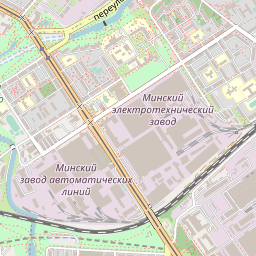 переул
Минский
электротехнический
завод
Минский
завод автоматических
линий